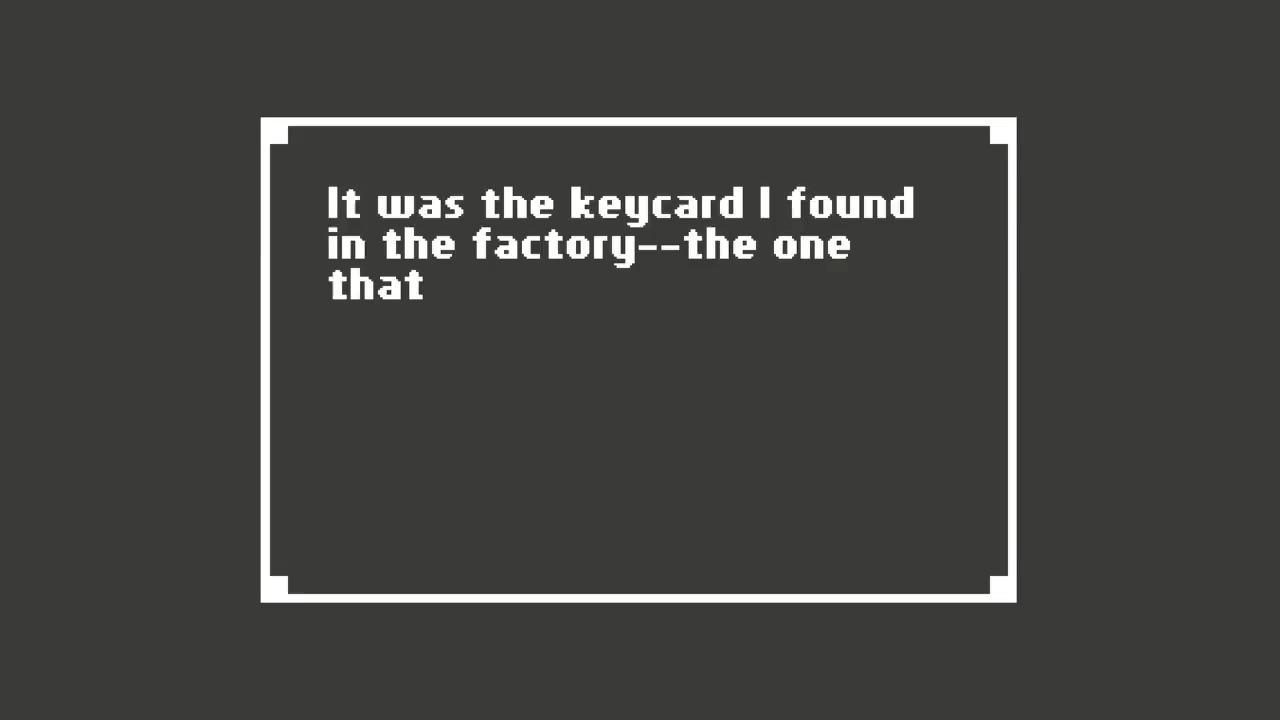 It was the keycard I found
in the factory--the one
that